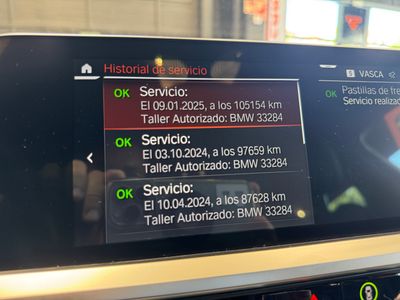 Historial de servicio
OK Servicio:
El 09.01.2025, a los 105154 km
Taller Autorizado: BMW 33284
OK Servicio:
El 03.10.2024, a los 97659 km
Taller Autorizado: BMW 33284
OK Servicio:
El 10.04.2024, a los 87628 km
Taller Autorizado: BMW 33284
S VASCA
OK Pastillas de fre
Servicio realiza